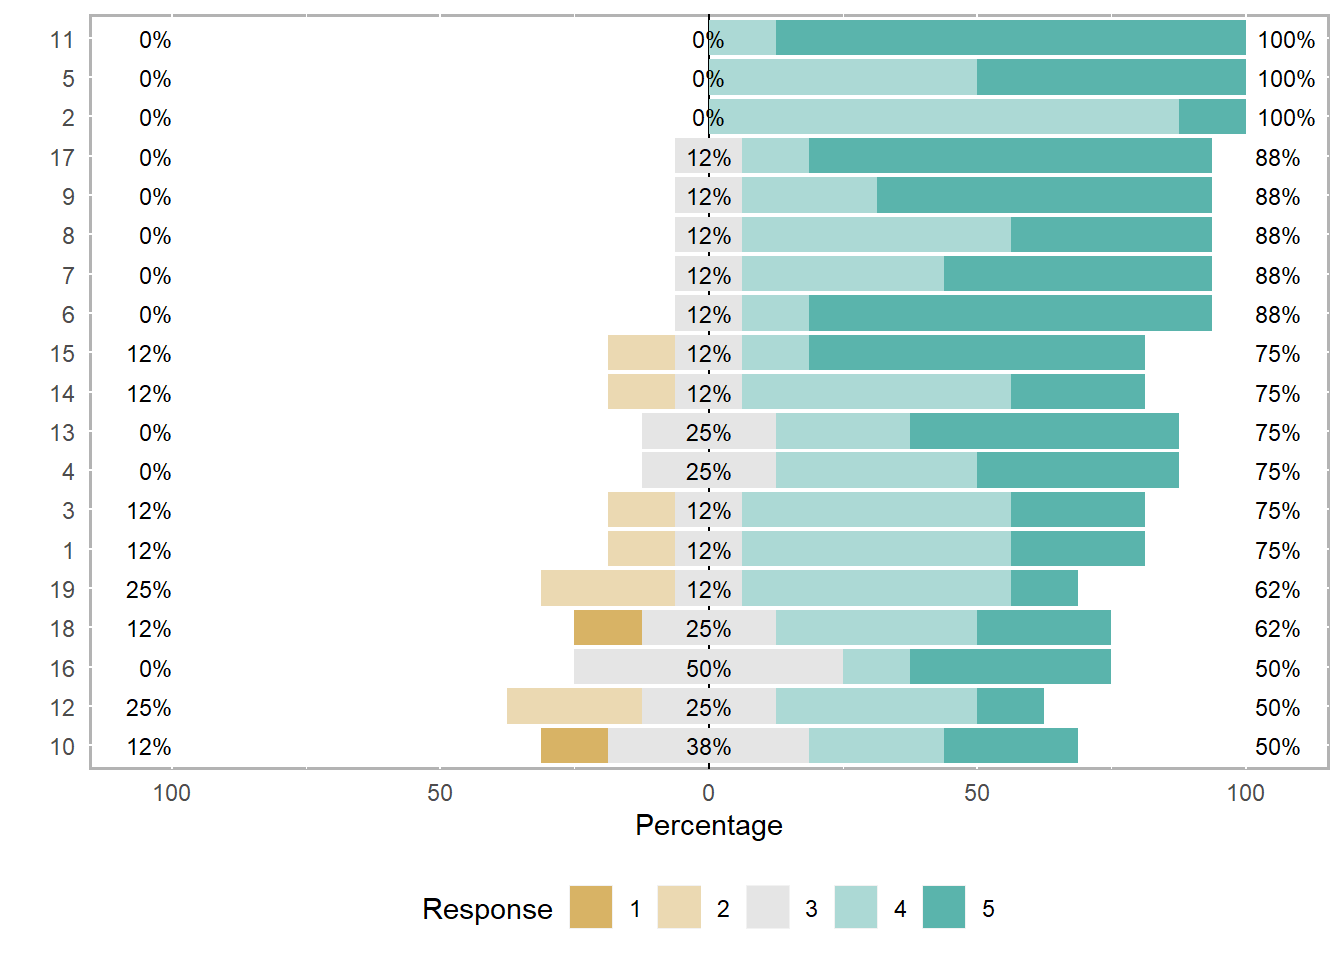 11 0% 0% 100%
5 0% 0% 100%
2 0% 0% 100%
17 0% 12% 88%
9 0% 12% 88%
8 0% 12% 88%
7 0% 12% 88%
6 0% 12% 88%
15 12% 12% 75%
14 12% 12% 75%
13 0% 25% 75%
4 0% 25% 75%
3 12% 12% 75%
1 12% 12% 75%
19 25% 12% 62%
18 12% 25% 62%
16 0% 50% 50%
12 25% 25% 50%
10 12% 38% 50%
100 50 0 50 100
Percentage
Response 1 2 3 4 5